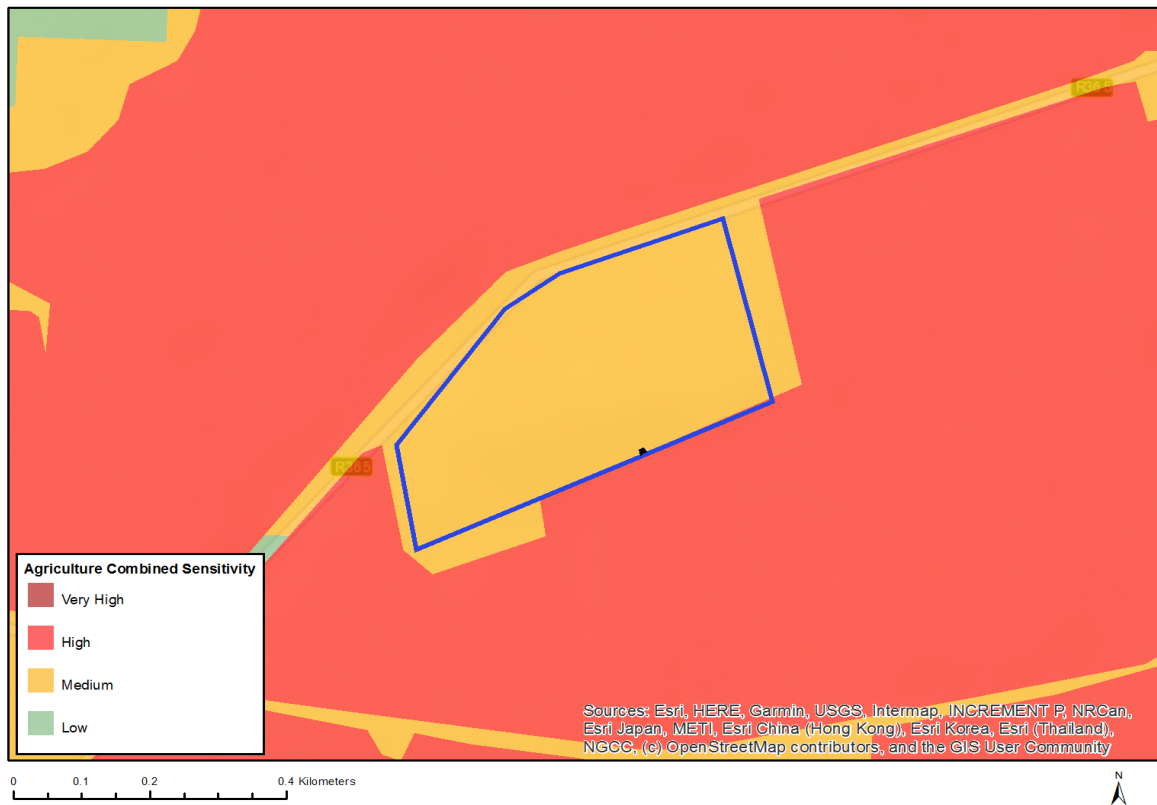 R365
R365
Agriculture Combined Sensitivity
Very High
High
Medium
Low
Sources: Esri, HERE, Garmin, USGS, Intermap, INCREMENT P, NRCan,
Esri Japan, METI, Esri China (Hong Kong), Esri Korea, Esri (Thailand),
NGCC, (c) OpenStreetMap contributors, and the GIS User Community
0 0.1 0.2 0.4 Kilometers
N